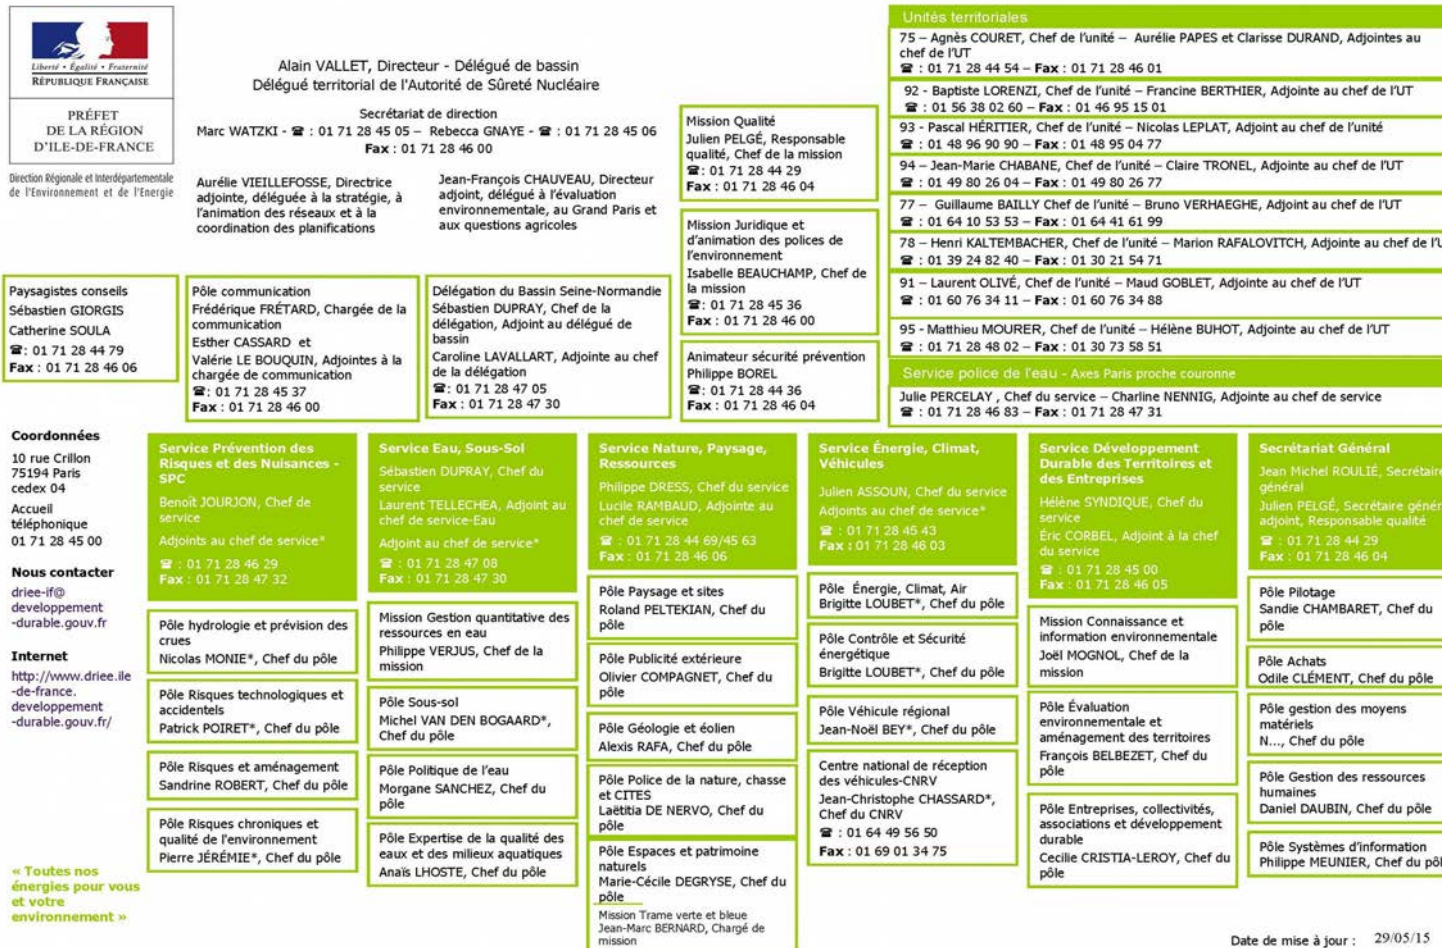 Liberté • Égalité • Fraternité
RÉPUBLIQUE FRANÇAISE
PRÉFET
DE LA RÉGION
D'ILE-DE-FRANCE
Direction Régionale et Interdépartementale
de l'Environnement et de l'Energie
Alain VALLET, Directeur - Délégué de bassin
Délégué territorial de l'Autorité de Sûreté Nucléaire
Secrétariat de direction
Marc WATZKI - ☎ : 01 71 28 45 05 – Rebecca GNAYE - ☎ : 01 71 28 45 06
Fax : 01 71 28 46 00
Aurélie VIEILLEFOSSE, Directrice
adjointe, déléguée à la stratégie, à
l'animation des réseaux et à la
coordination des planifications
Jean-François CHAUVEAU, Directeur
adjoint, délégué à l'évaluation
environnementale, au Grand Paris et
aux questions agricoles
Mission Qualité
Julien PELGÉ, Responsable
qualité, Chef de la mission
☎: 01 71 28 44 29
Fax : 01 71 28 46 04
Mission Juridique et
d'animation des polices de
l'environnement
Isabelle BEAUCHAMP, Chef de
la mission
☎: 01 71 28 45 36
Fax : 01 71 28 46 00
Animateur sécurité prévention
Philippe BOREL
☎: 01 71 28 44 36
Fax : 01 71 28 46 04
Unités territoriales
75 – Agnès COURET, Chef de l'unité – Aurélie PAPES et Clarisse DURAND, Adjointes au
chef de l'UT
☎ : 01 71 28 44 54 – Fax : 01 71 28 46 01
92 - Baptiste LORENZI, Chef de l'unité – Francine BERTHIER, Adjointe au chef de l'UT
☎ : 01 56 38 02 60 – Fax : 01 46 95 15 01
93 - Pascal HÉRITIER, Chef de l'unité – Nicolas LEPLAT, Adjoint au chef de l'unité
☎ : 01 48 96 90 90 – Fax : 01 48 95 04 77
94 – Jean-Marie CHABANE, Chef de l'unité – Claire TRONEL, Adjointe au chef de l'UT
☎ : 01 49 80 26 04 – Fax : 01 49 80 26 77
77 – Guillaume BAILLY Chef de l'unité – Bruno VERHAEGHE, Adjoint au chef de l'UT
☎ : 01 64 10 53 53 – Fax : 01 64 41 61 99
78 – Henri KALTEMBACHER, Chef de l'unité – Marion RAFALOVITCH, Adjointe au chef de l'U
☎ : 01 39 24 82 40 – Fax : 01 30 21 54 71
91 – Laurent OLIVÉ, Chef de l'unité – Maud GOBLET, Adjointe au chef de l'UT
☎ : 01 60 76 34 11 – Fax : 01 60 76 34 88
95 - Matthieu MOURER, Chef de l'unité – Hélène BUHOT, Adjointe au chef de l'UT
☎ : 01 71 28 48 02 – Fax : 01 30 73 58 51
Service police de l'eau - Axes Paris proche couronne
Julie PERCELAY , Chef du service – Charline NENNIG, Adjointe au chef de service
☎ : 01 71 28 46 83 – Fax : 01 71 28 47 31
Paysagistes conseils
Sébastien GIORGIS
Catherine SOULA
☎: 01 71 28 44 79
Fax : 01 71 28 46 06
Pôle communication
Frédérique FRÉTARD, Chargée de la
communication
Esther CASSARD et
Valérie LE BOUQUIN, Adjointes à la
chargée de communication
☎: 01 71 28 45 37
Fax : 01 71 28 46 00
Délégation du Bassin Seine-Normandie
Sébastien DUPRAY, Chef de la
délégation, Adjoint au délégué de
bassin
Caroline LAVALLART, Adjointe au chef
de la délégation
☎: 01 71 28 47 05
Fax : 01 71 28 47 30
Coordonnées
10 rue Crillon
75194 Paris
cedex 04
Accueil
téléphonique
01 71 28 45 00
Nous contacter
driee-if@
developpement
-durable.gouv.fr
Internet
http://www.driee.ile
-de-france.
developpement
-durable.gouv.fr/
« Toutes nos
énergies pour vous
et votre
environnement »
Service Prévention des
Risques et des Nuisances -
SPC
Benoît JOURJON, Chef de
service
Adjoints au chef de service*
☎ : 01 71 28 46 29
Fax : 01 71 28 47 32
Pôle hydrologie et prévision des
crues
Nicolas MONIE*, Chef du pôle
Pôle Risques technologiques et
accidentels
Patrick POIRET*, Chef du pôle
Pôle Risques et aménagement
Sandrine ROBERT, Chef du pôle
Pôle Risques chroniques et
qualité de l'environnement
Pierre JÉRÉMIE*, Chef du pôle
Service Eau, Sous-Sol
Sébastien DUPRAY, Chef du
service
Laurent TELLECHEA, Adjoint au
chef de service-Eau
Adjoint au chef de service*
☎ : 01 71 28 47 08
Fax : 01 71 28 47 30
Mission Gestion quantitative des
ressources en eau
Philippe VERJUS, Chef de la
mission
Pôle Sous-sol
Michel VAN DEN BOGAARD*,
Chef du pôle
Pôle Politique de l'eau
Morgane SANCHEZ, Chef du
pôle
Pôle Expertise de la qualité des
eaux et des milieux aquatiques
Anaïs LHOSTE, Chef du pôle
Service Nature, Paysage,
Ressources
Philippe DRESS, Chef du service
Lucile RAMBAUD, Adjointe au
chef de service
☎ : 01 71 28 44 69/45 63
Fax : 01 71 28 46 06
Pôle Paysage et sites
Roland PELTEKIAN, Chef du
pôle
Pôle Publicité extérieure
Olivier COMPAGNET, Chef du
pôle
Pôle Géologie et éolien
Alexis RAFA, Chef du pôle
Pôle Police de la nature, chasse
et CITES
Laëtitia DE NERVO, Chef du
pôle
Pôle Espaces et patrimoine
naturels
Marie-Cécile DEGRYSE, Chef du
pôle
Mission Trame verte et bleue
Jean-Marc BERNARD, Chargé de
mission
Service Énergie, Climat,
Véhicules
Julien ASSOUN, Chef du service
Adjoints au chef de service*
☎ : 01 71 28 45 43
Fax : 01 71 28 46 03
Pôle Énergie, Climat, Air
Brigitte LOUBET*, Chef du pôle
Pôle Contrôle et Sécurité
énergétique
Brigitte LOUBET*, Chef du pôle
Pôle Véhicule régional
Jean-Noël BEY*, Chef du pôle
Centre national de réception
des véhicules-CNRV
Jean-Christophe CHASSARD*,
Chef du CNRV
☎ : 01 64 49 56 50
Fax : 01 69 01 34 75
Service Développement
Durable des Territoires et
des Entreprises
Hélène SYNDIQUE, Chef du
service
Éric CORBEL, Adjoint à la chef
du service
☎ : 01 71 28 45 00
Fax : 01 71 28 46 05
Mission Connaissance et
information environnementale
Joël MOGNOL, Chef de la
mission
Pôle Évaluation
environnementale et
aménagement des territoires
François BELBEZET, Chef du
pôle
Pôle Entreprises, collectivités,
associations et développement
durable
Cecilie CRISTIA-LEROY, Chef du
pôle
Secrétariat Général
Jean Michel ROULIÉ, Secrétaire
général
Julien PELGÉ, Secrétaire génér
adjoint, Responsable qualité
☎ : 01 71 28 44 29
Fax : 01 71 28 46 04
Pôle Pilotage
Sandie CHAMBARET, Chef du
pôle
Pôle Achats
Odile CLÉMENT, Chef du pôle
Pôle gestion des moyens
matériels
N..., Chef du pôle
Pôle Gestion des ressources
humaines
Daniel DAUBIN, Chef du pôle
Pôle Systèmes d'information
Philippe MEUNIER, Chef du pôl
Date de mise à jour : 29/05/15